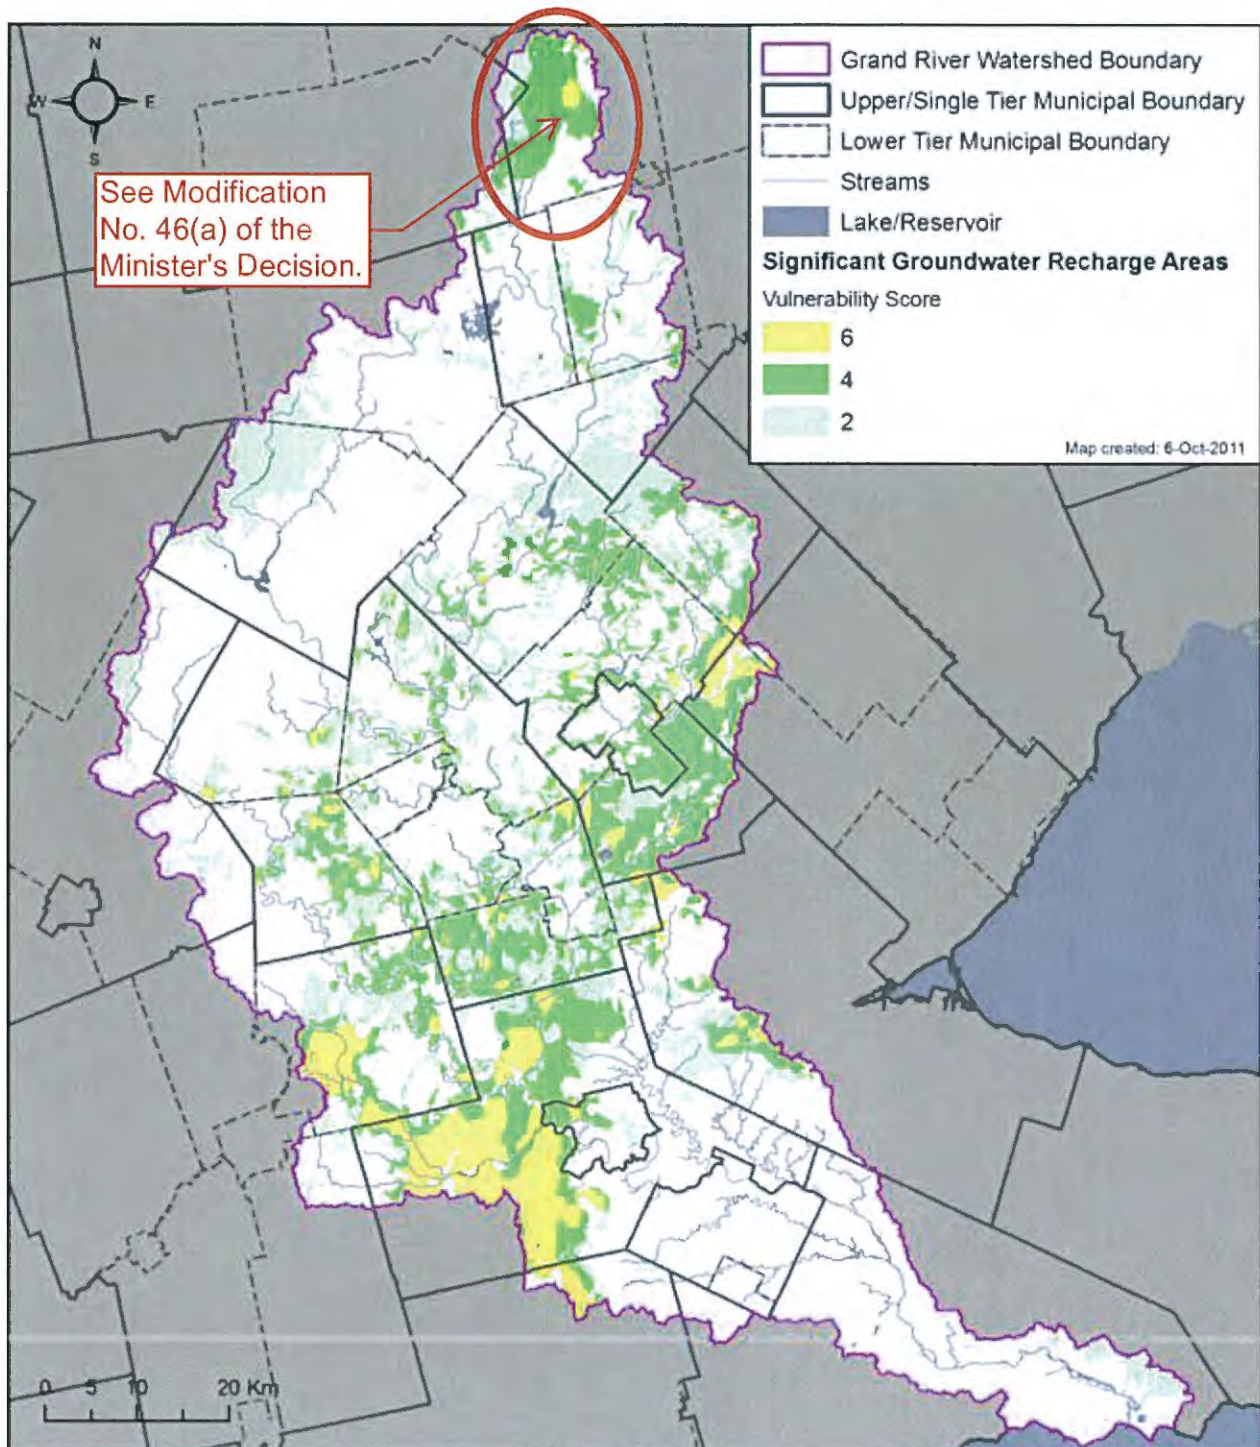 N
W E
S
See Modification
No. 46(a) of the
Minister's Decision.
Grand River Watershed Boundary
Upper/Single Tier Municipal Boundary
Lower Tier Municipal Boundary
Streams
Lake/Reservoir
Significant Groundwater Recharge Areas
Vulnerability Score
6
4
2
Map created: 6-Oct-2011
0 5 10 20 Km